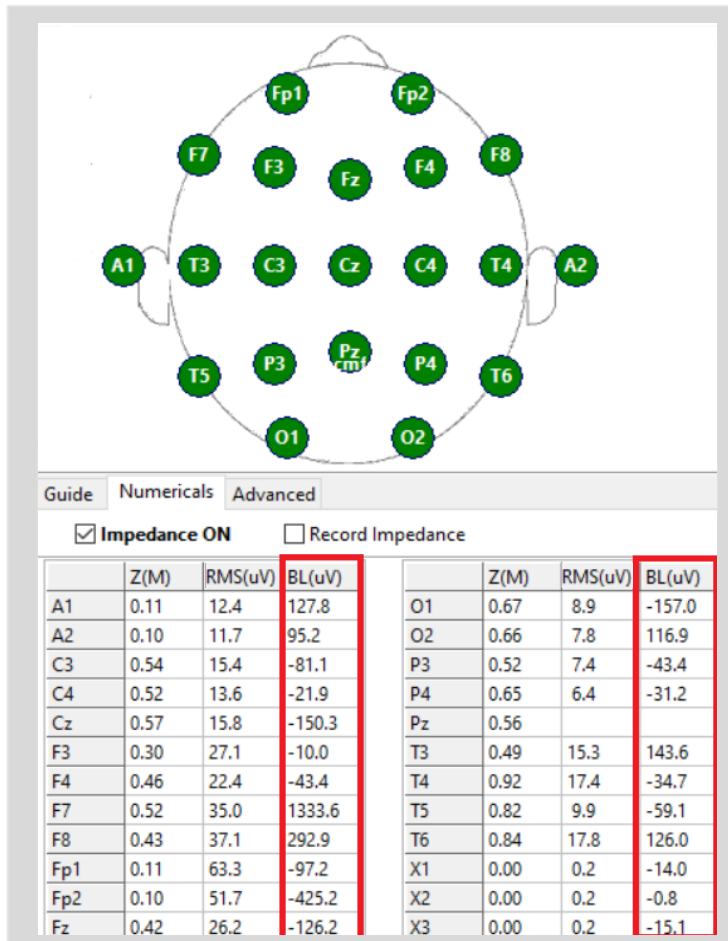 Fp1 Fp2
F7 F3 Fz F4 F8
A1 T3 C3 Cz C4 T4 A2
T5 P3 Pz P4 T6
cmf
O1 O2
Guide Numericals Advanced
Impedance ON Record Impedance
Z(M) RMS(uV) BL(uV)
A1 0.11 12.4 127.8
A2 0.10 11.7 95.2
C3 0.54 15.4 -81.1
C4 0.52 13.6 -21.9
Cz 0.57 15.8 -150.3
F3 0.30 27.1 -10.0
F4 0.46 22.4 -43.4
F7 0.52 35.0 1333.6
F8 0.43 37.1 292.9
Fp1 0.11 63.3 -97.2
Fp2 0.10 51.7 -425.2
Fz 0.42 26.2 -126.2
Z(M) RMS(uV) BL(uV)
O1 0.67 8.9 -157.0
O2 0.66 7.8 116.9
P3 0.52 7.4 -43.4
P4 0.65 6.4 -31.2
Pz 0.56
T3 0.49 15.3 143.6
T4 0.92 17.4 -34.7
T5 0.82 9.9 -59.1
T6 0.84 17.8 126.0
X1 0.00 0.2 -14.0
X2 0.00 0.2 -0.8
X3 0.00 0.2 -15.1